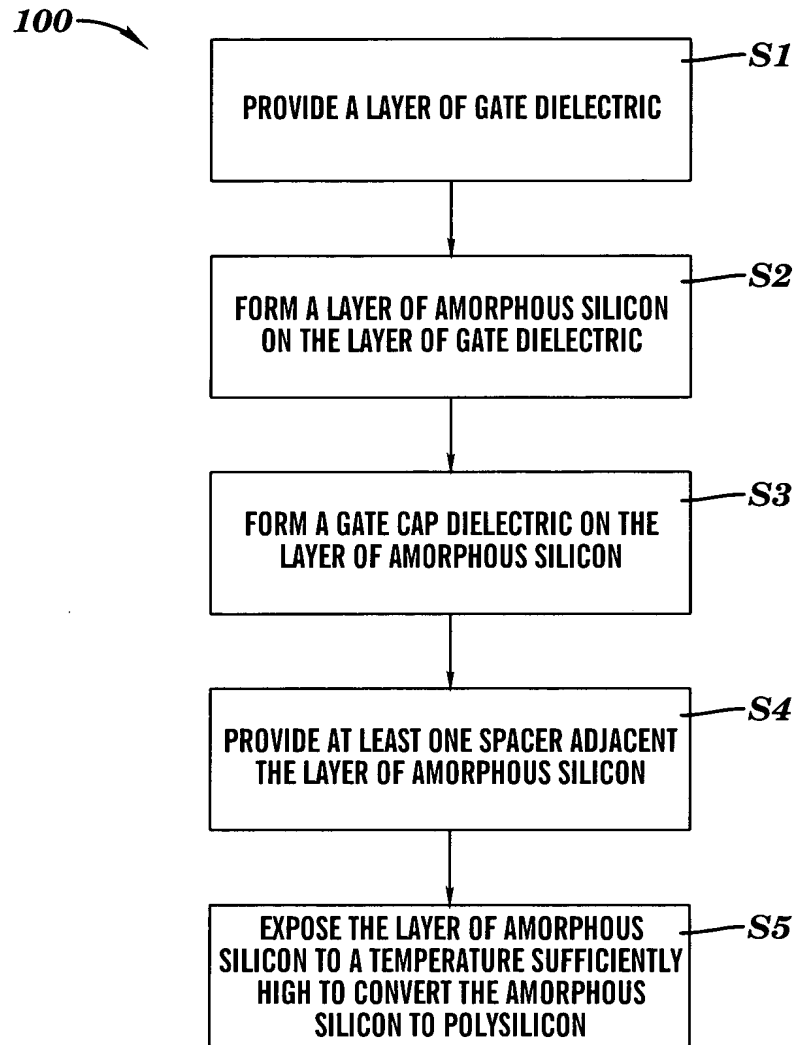 100
S1
PROVIDE A LAYER OF GATE DIELECTRIC
S2
FORM A LAYER OF AMORPHOUS SILICON
ON THE LAYER OF GATE DIELECTRIC
S3
FORM A GATE CAP DIELECTRIC ON THE
LAYER OF AMORPHOUS SILICON
S4
PROVIDE AT LEAST ONE SPACER ADJACENT
THE LAYER OF AMORPHOUS SILICON
S5
EXPOSE THE LAYER OF AMORPHOUS
SILICON TO A TEMPERATURE SUFFICIENTLY
HIGH TO CONVERT THE AMORPHOUS
SILICON TO POLYSILICON